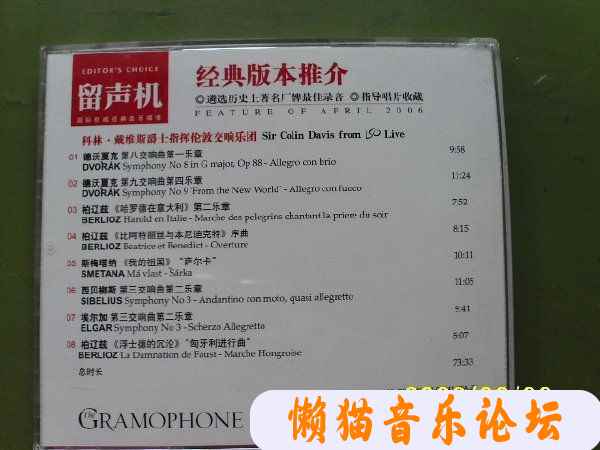 EDITOR'S CHOICE
留声机
经典版本推介
◎遴选历史上著名厂牌最佳录音 ◎指导唱片收藏
FEATURE OF APRIL 2006
科林·戴维斯爵士指挥伦敦交响乐团 Sir Colin Davis from LSO Live
01 德沃夏克 第八交响曲第一乐章
DVOŘÁK Symphony No 8 in G major, Op 88 - Allegro con brio 9:58
02 德沃夏克 第九交响曲第四乐章
DVOŘÁK Symphony No 9 'From the New World' - Allegro con fuoco 11:24
03 柏辽兹 《哈罗德在意大利》第二乐章
BERLIOZ Harold en Italie - Marche des pelegrins chantant la priere du soir 7:52
04 柏辽兹 《比阿特丽丝与本尼迪克特》序曲
BERLIOZ Beatrice et Benedict - Overture 8:15
05 斯梅塔纳 《我的祖国》“萨尔卡”
SMETANA Má vlast - Šárka 10:11
06 西贝柳斯 第三交响曲第二乐章
SIBELIUS Symphony No 3 - Andantino con moto, quasi allegretto 11:05
07 埃尔加 第三交响曲第二乐章
ELGAR Symphony No 3 - Scherzo Allegretto 9:41
08 柏辽兹 《浮士德的沉沦》“匈牙利进行曲”
BERLIOZ La Damnation de Faust - Marche Hongroise 5:07
总时长 73:33
The GRAMOPHONE
懒猫音乐论坛